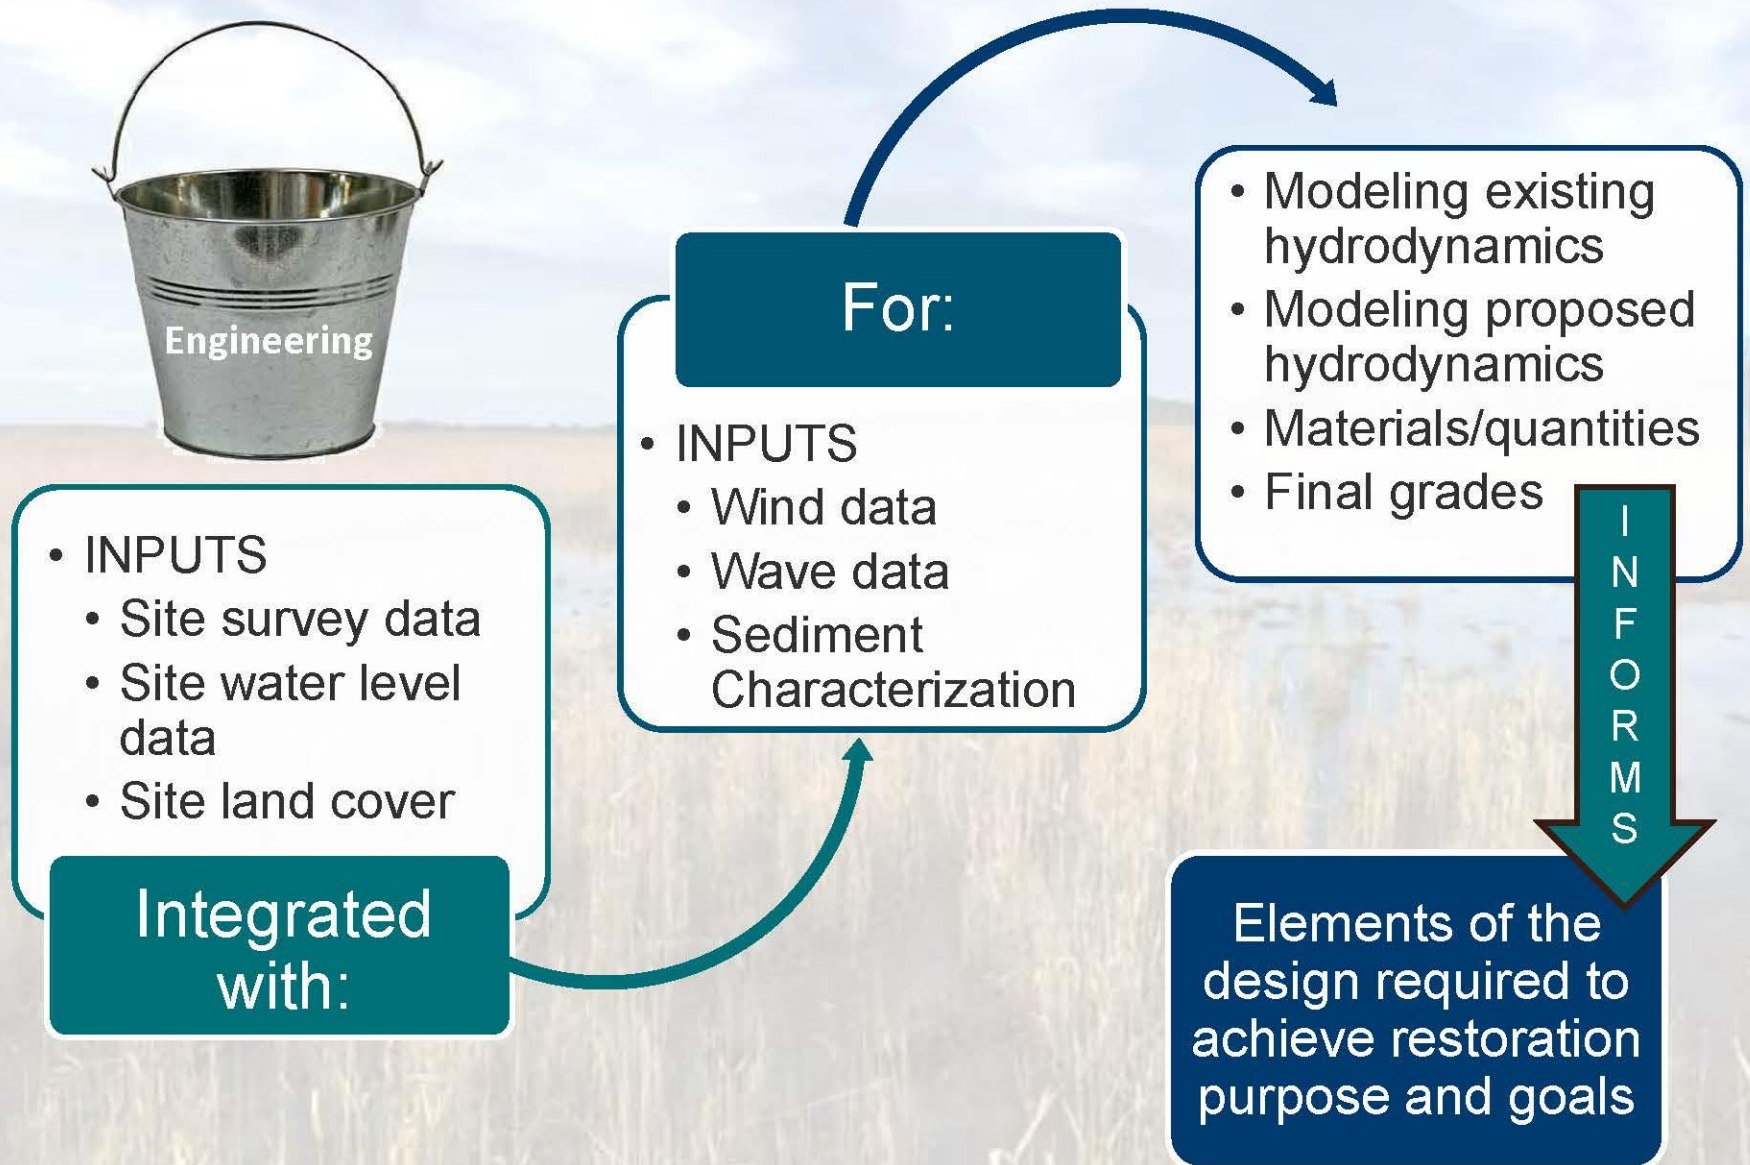 Engineering
• INPUTS
• Site survey data
• Site water level
data
• Site land cover
Integrated
with:
For:
• INPUTS
• Wind data
• Wave data
• Sediment
Characterization
• Modeling existing
hydrodynamics
• Modeling proposed
hydrodynamics
• Materials/quantities
• Final grades
I
N
F
O
R
M
S
Elements of the
design required to
achieve restoration
purpose and goals